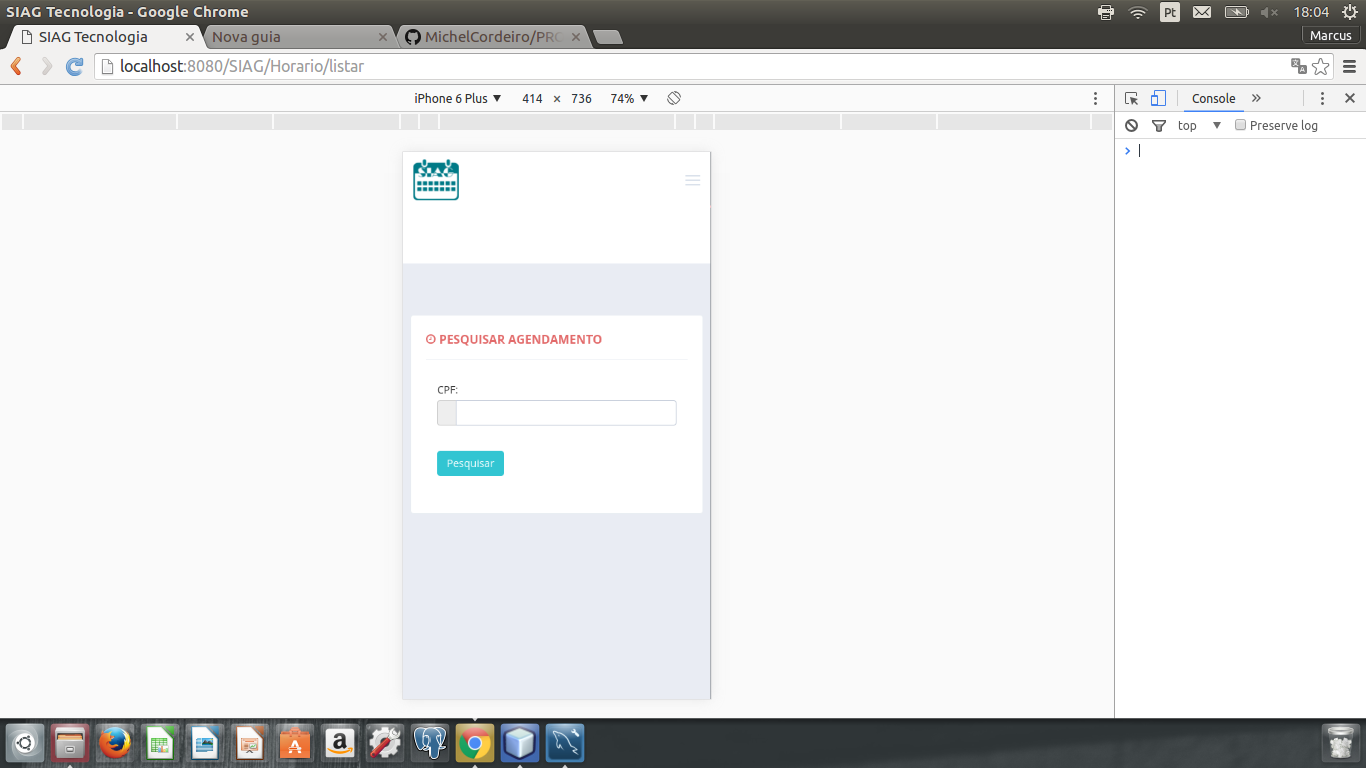 SIAG Tecnologia - Google Chrome
Pt
18:04
SIAG Tecnologia
Nova guia
MichelCordeiro/PRO
Marcus
localhost:8080/SIAG/Horario/listar
iPhone 6 Plus ▼ 414 × 736 74% ▼
Console »
top ▼ Preserve log
>
SIAG
PESQUISAR AGENDAMENTO
CPF:
Pesquisar
a